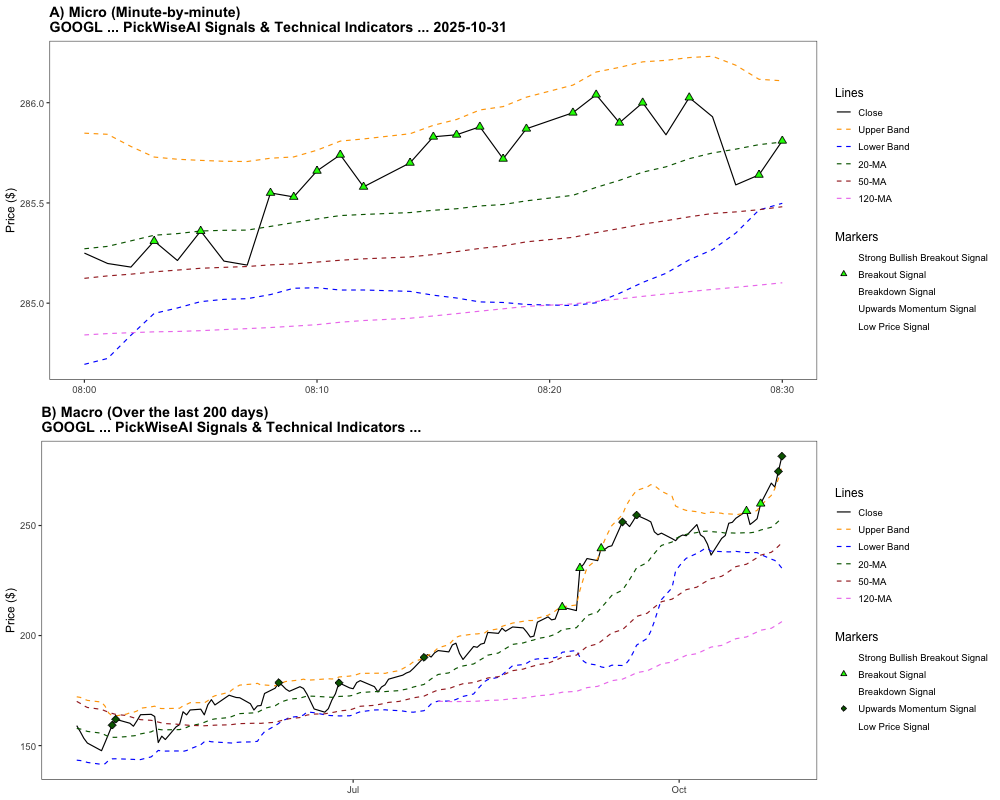 A) Micro (Minute-by-minute)
GOOGL ... PickWiseAI Signals & Technical Indicators ... 2025-10-31
Price ($)
286.0
285.5
285.0
08:00
08:10
08:20
08:30
Lines
Close
Upper Band
Lower Band
20-MA
50-MA
120-MA
Markers
Strong Bullish Breakout Signal
Breakout Signal
Breakdown Signal
Upwards Momentum Signal
Low Price Signal
B) Macro (Over the last 200 days)
GOOGL ... PickWiseAI Signals & Technical Indicators ...
Price ($)
250
200
150
Jul
Oct
Lines
Close
Upper Band
Lower Band
20-MA
50-MA
120-MA
Markers
Strong Bullish Breakout Signal
Breakout Signal
Breakdown Signal
Upwards Momentum Signal
Low Price Signal